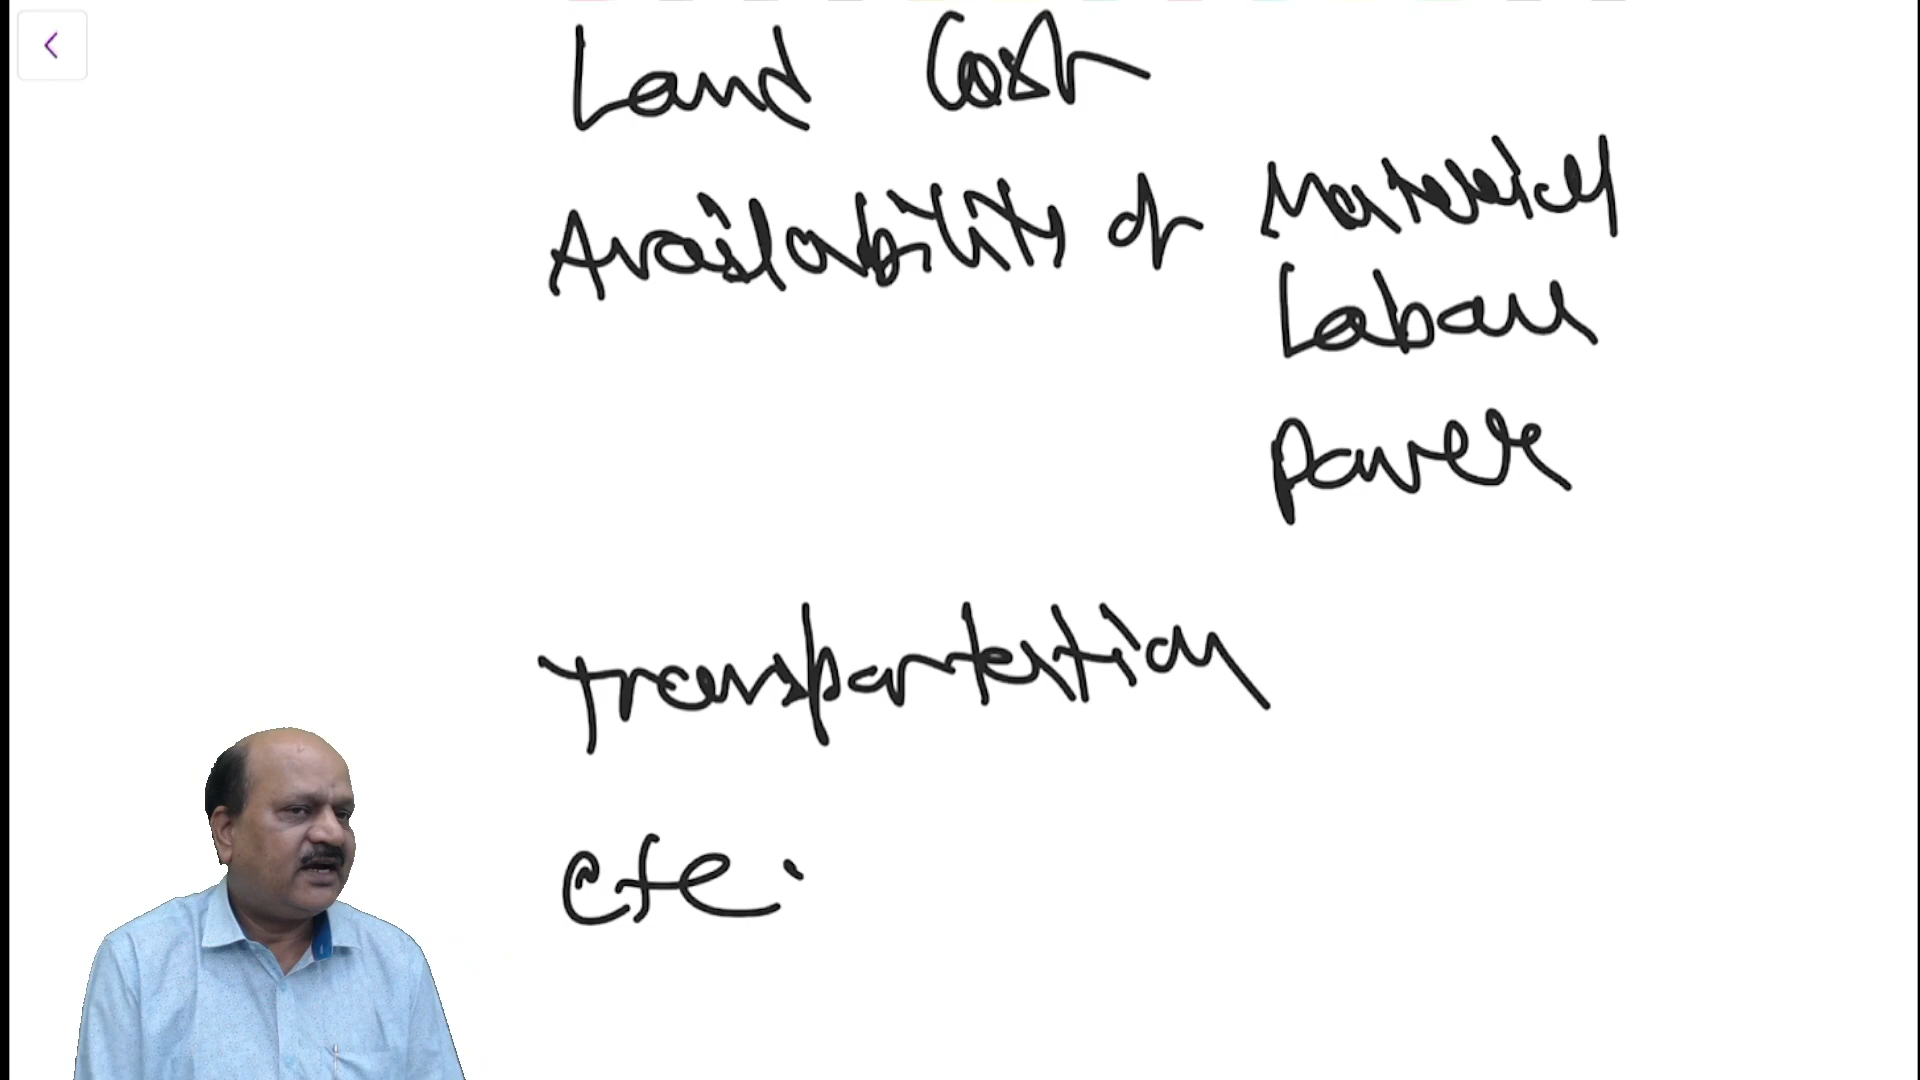 Land Cost
Availability of Material
Labour
Power
Transportation
etc.